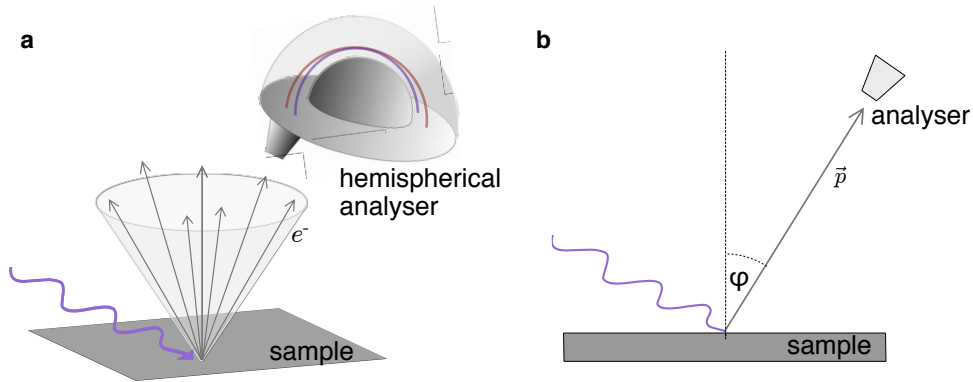 a
hemispherical
analyser
e⁻
sample
b
analyser
p⃗
φ
sample